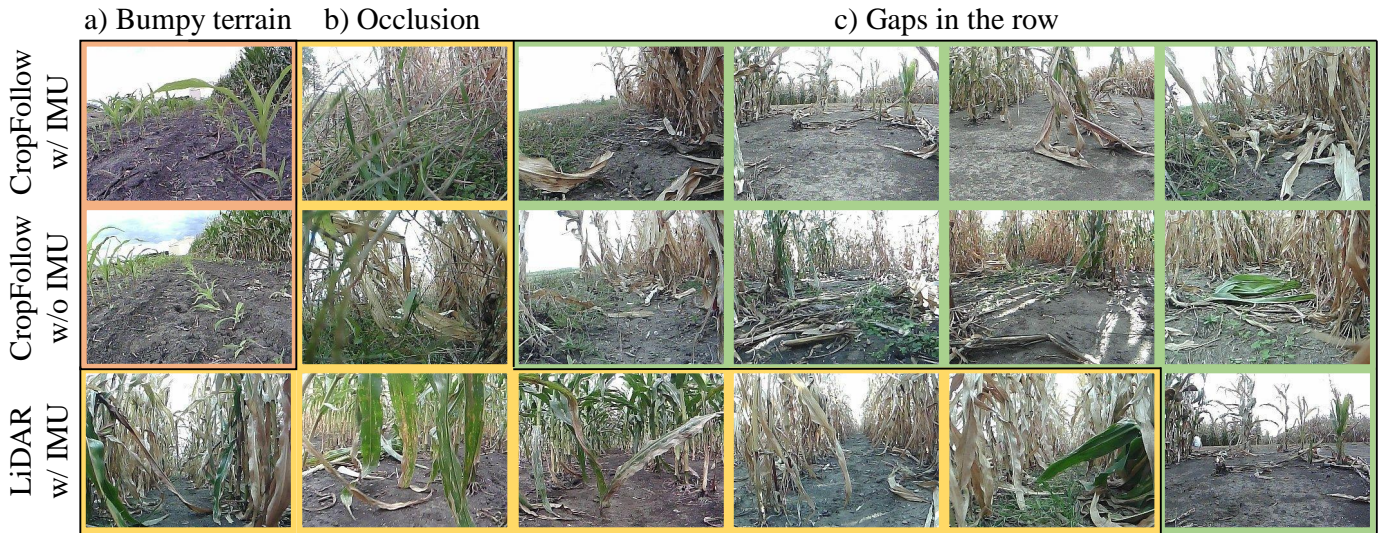 a) Bumpy terrain b) Occlusion c) Gaps in the row
CropFollow
w/ IMU
CropFollow
w/o IMU
LiDAR
w/ IMU